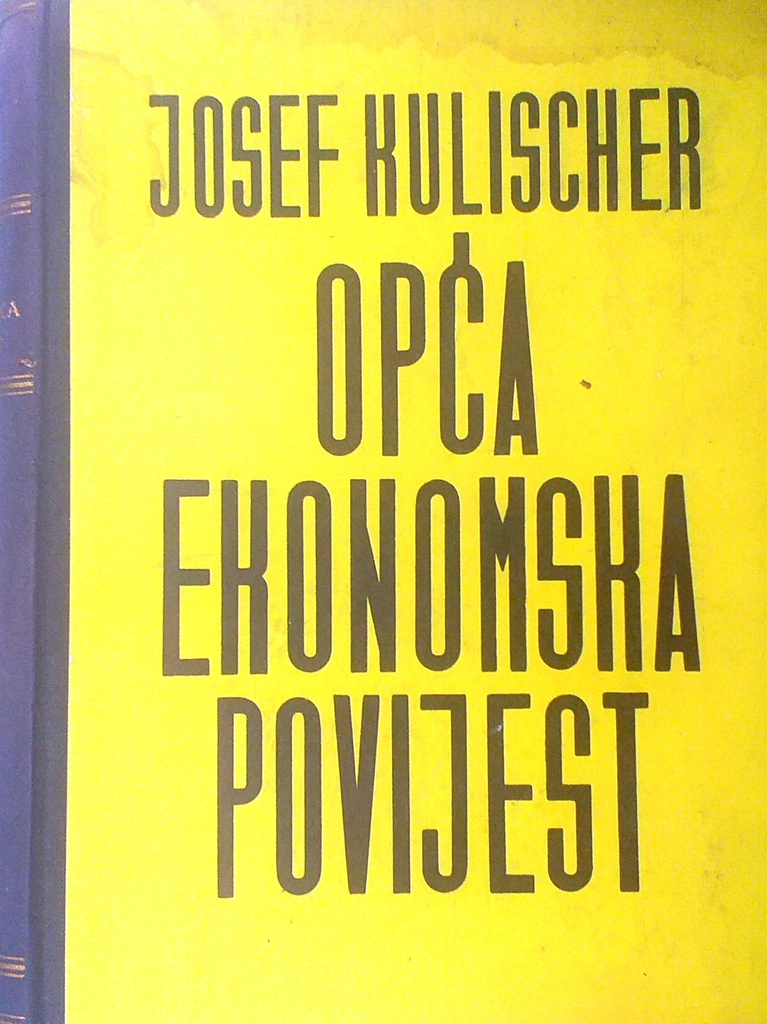 JOSEF KULISCHER
OPĆA
EKONOMSKA
POVIJEST